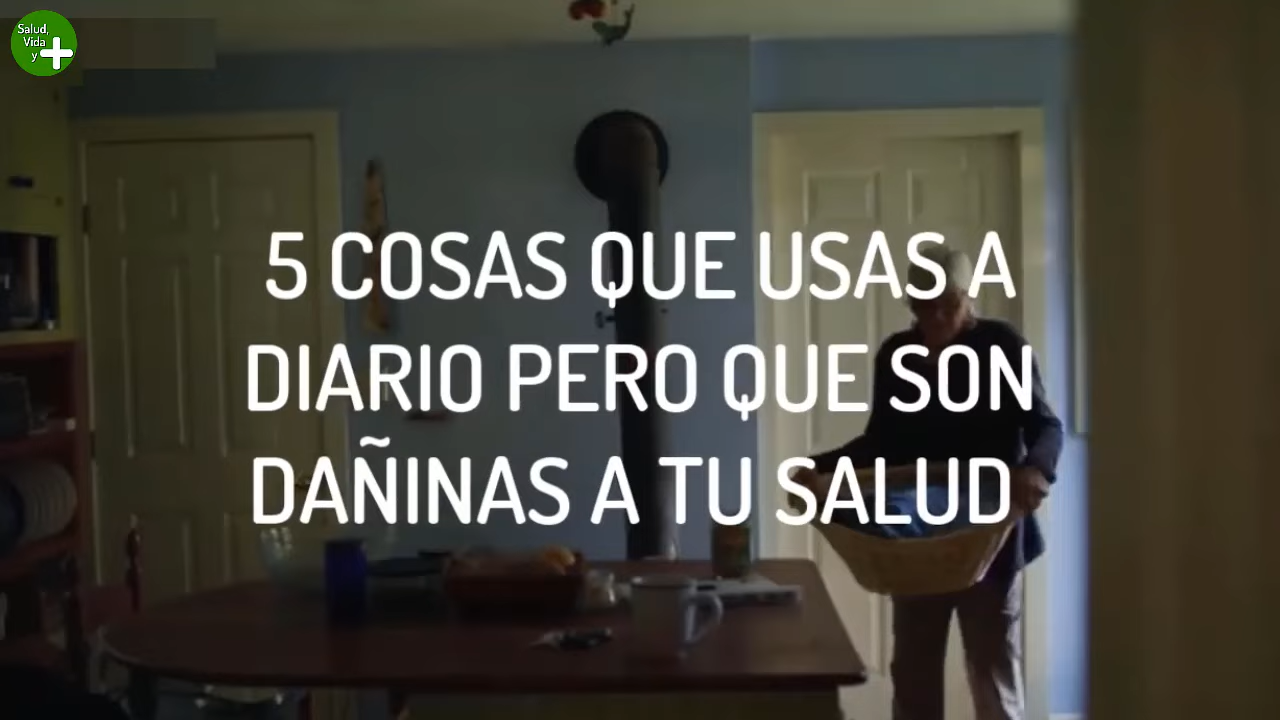 Salud,
Vida
y
5 COSAS QUE USAS A
DIARIO PERO QUE SON
DAÑINAS A TU SALUD